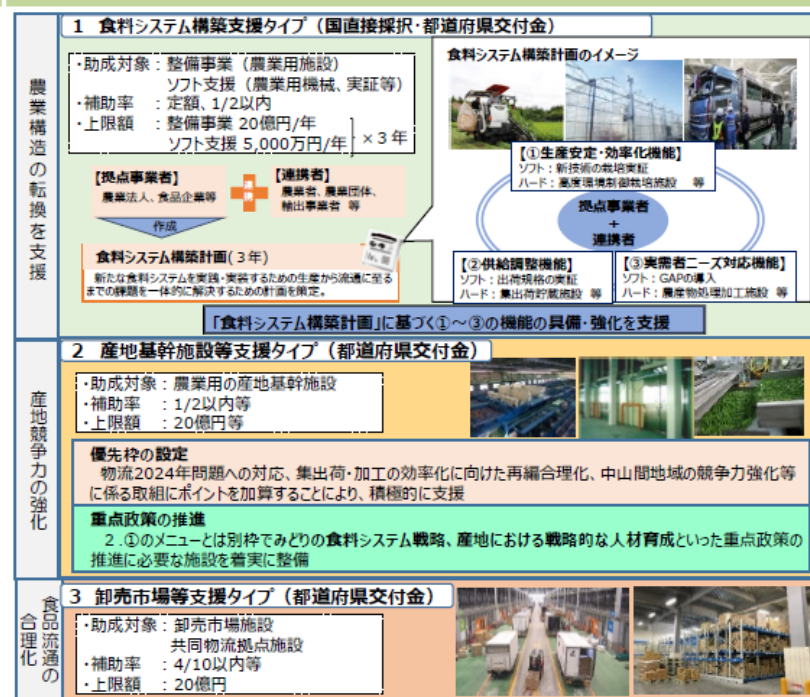 農業構造の転換を支援
1 食料システム構築支援タイプ（国直接採択・都道府県交付金）
・助成対象：整備事業（農業用施設）
ソフト支援（農業用機械、実証等）
・補助率 ：定額、1/2以内
・上限額 ：整備事業 20億円/年
ソフト支援 5,000万円/年
×３年
【拠点事業者】
農業法人、食品企業等
連携
【連携者】
農業者、農業団体、
輸出事業者 等
作成
食料システム構築計画(３年)
新たな食料システムを実践・実装するための生産から流通に至る
までの課題を一体的に解決するための計画を策定。
食料システム構築計画のイメージ
【①生産安定・効率化機能】
ソフト：新技術の栽培実証
ハード：高度環境制御栽培施設 等
拠点事業者
+
連携者
【②供給調整機能】
ソフト：出荷規格の実証
ハード：集出荷貯蔵施設 等
【③実需者ニーズ対応機能】
ソフト：GAPの導入
ハード：農産物処理加工施設 等
「食料システム構築計画」に基づく①～③の機能の具備・強化を支援
産地競争力の強化
2 産地基幹施設等支援タイプ（都道府県交付金）
・助成対象：農業用の産地基幹施設
・補助率 ：1/2以内等
・上限額 ：20億円等
優先枠の設定
物流2024年問題への対応、集出荷・加工の効率化に向けた再編合理化、中山間地域の競争力強化等
に係る取組にポイントを加算することにより、積極的に支援
重点政策の推進
２.①のメニューとは別枠でみどりの食料システム戦略、産地における戦略的な人材育成といった重点政策の
推進に必要な施設を着実に整備
食品流通の
合理化
3 卸売市場等支援タイプ（都道府県交付金）
・助成対象：卸売市場施設
共同物流拠点施設
・補助率 ：4/10以内等
・上限額 ：20億円